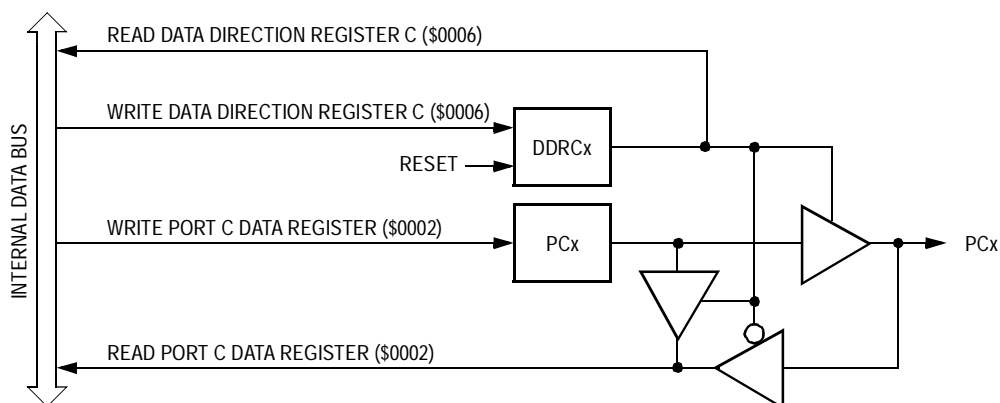 READ DATA DIRECTION REGISTER C ($0006)
WRITE DATA DIRECTION REGISTER C ($0006)
DDRCx
RESET
INTERNAL DATA BUS
WRITE PORT C DATA REGISTER ($0002)
PCx
PCx
READ PORT C DATA REGISTER ($0002)